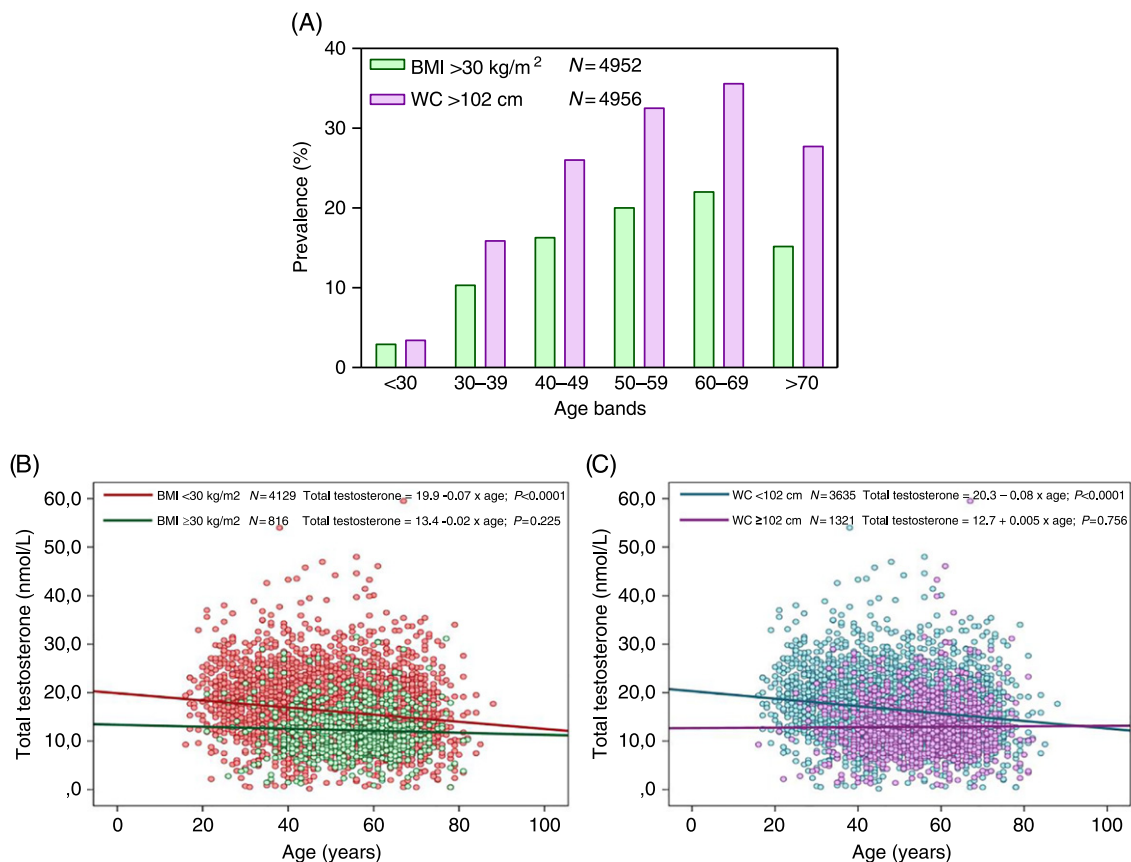 (A)
40
30
20
10
0
Prevalence (%)
BMI >30 kg/m² N=4952
WC >102 cm N=4956
<30 30–39 40–49 50–59 60–69 >70
Age bands
(B)
BMI <30 kg/m2 N=4129 Total testosterone = 19.9 -0.07 x age; P<0.0001
BMI ≥30 kg/m2 N=816 Total testosterone = 13.4 -0.02 x age; P=0.225
60,0
50,0
40,0
30,0
20,0
10,0
,0
Total testosterone (nmol/L)
0 20 40 60 80 100
Age (years)
(C)
WC <102 cm N=3635 Total testosterone = 20.3 – 0.08 x age; P<0.0001
WC ≥102 cm N=1321 Total testosterone = 12.7 + 0.005 x age; P=0.756
60,0
50,0
40,0
30,0
20,0
10,0
,0
Total testosterone (nmol/L)
0 20 40 60 80 100
Age (years)